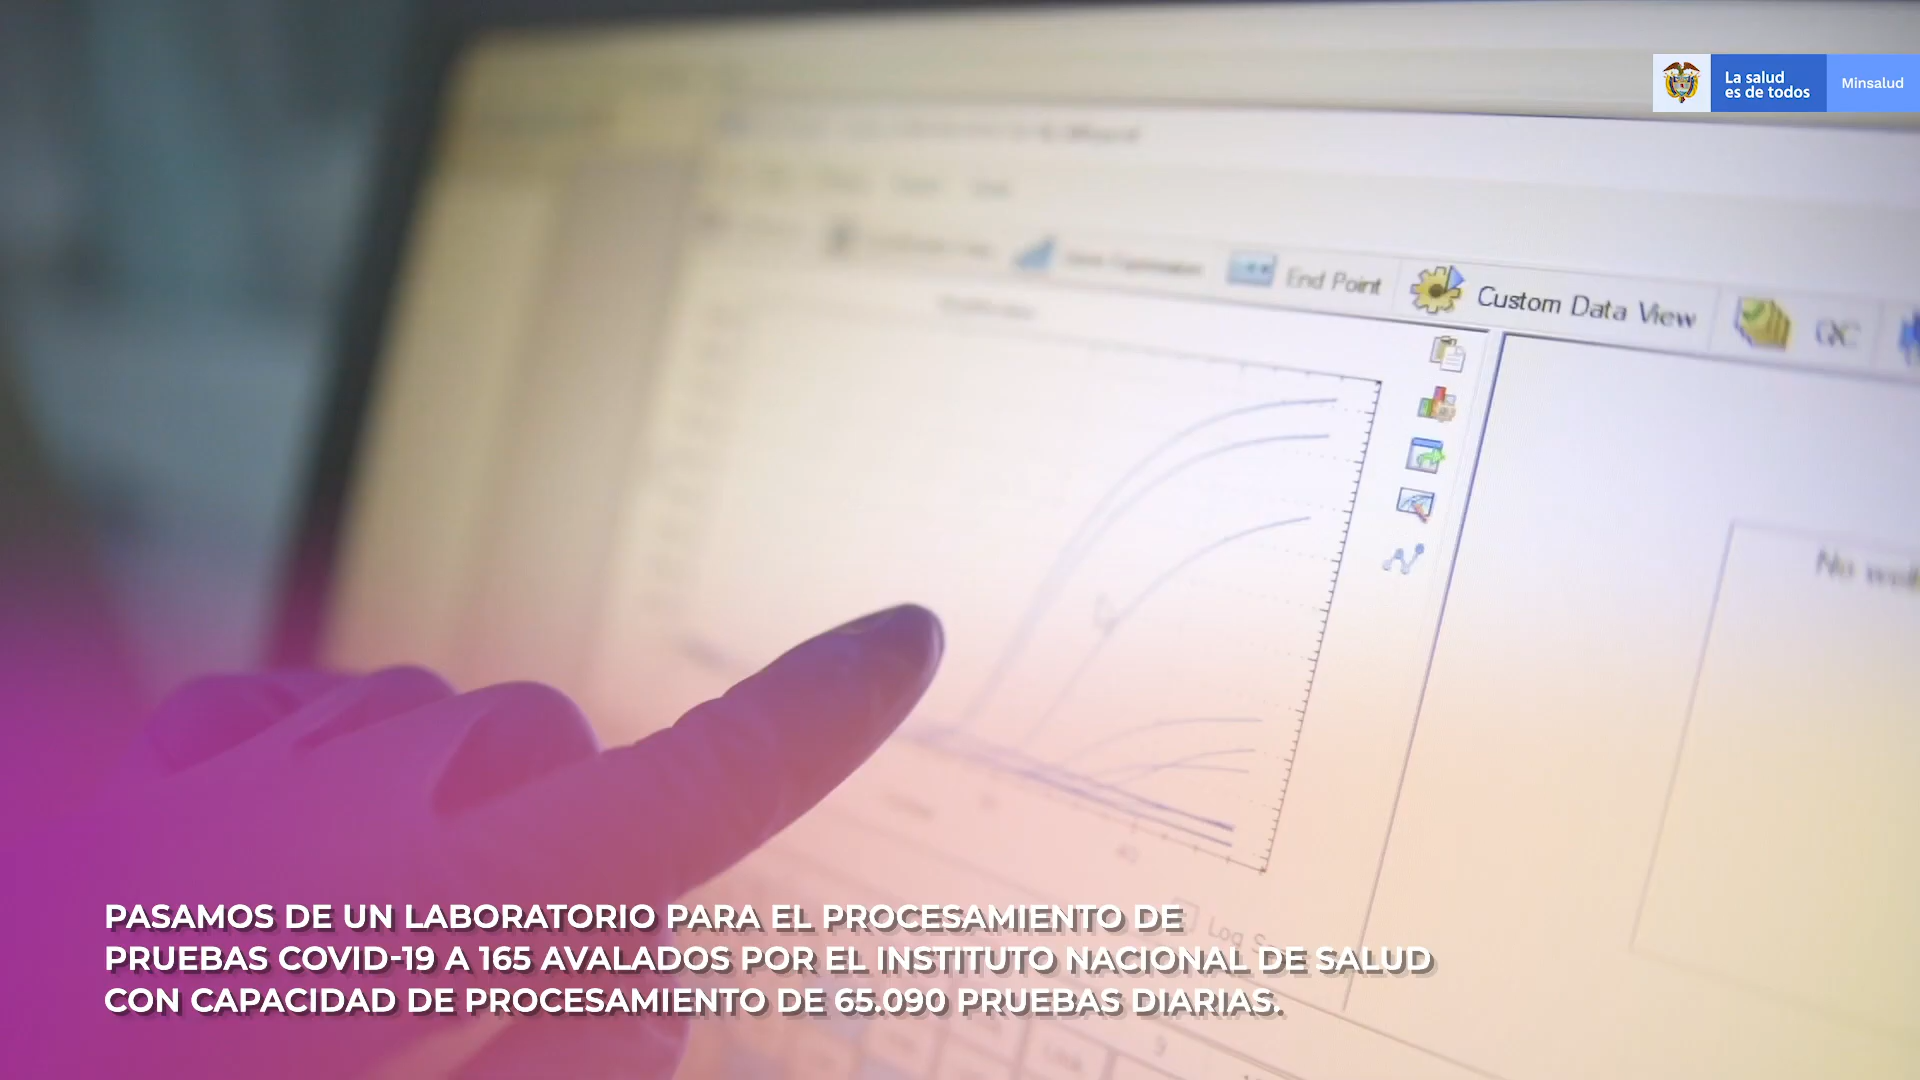 La salud
es de todos
Minsalud
End Point
Custom Data View
QC
No
Log
PASAMOS DE UN LABORATORIO PARA EL PROCESAMIENTO DE
PRUEBAS COVID-19 A 165 AVALADOS POR EL INSTITUTO NACIONAL DE SALUD
CON CAPACIDAD DE PROCESAMIENTO DE 65.090 PRUEBAS DIARIAS.